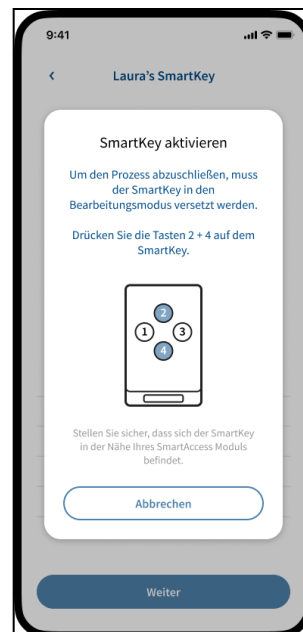 9:41
Laura's SmartKey
SmartKey aktivieren
Um den Prozess abzuschließen, muss
der SmartKey in den
Bearbeitungsmodus versetzt werden.
Drücken Sie die Tasten 2 + 4 auf dem
SmartKey.
2
1 3
4
Stellen Sie sicher, dass sich der SmartKey
in der Nähe Ihres SmartAccess Moduls
befindet.
Abbrechen
Weiter